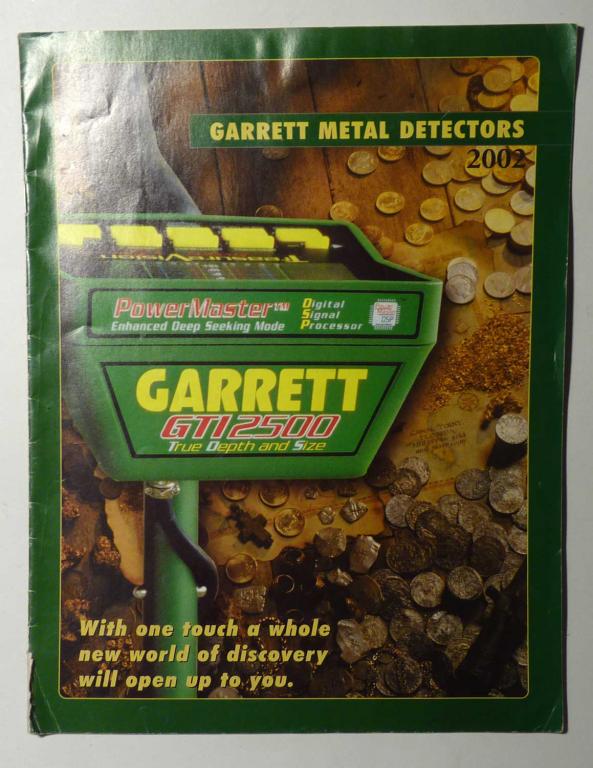 GARRETT METAL DETECTORS
2002
PowerMaster™
Enhanced Deep Seeking Mode
Digital
Signal
Processor
DSP
GARRETT
GTI 2500
True Depth and Size
With one touch a whole
new world of discovery
will open up to you.